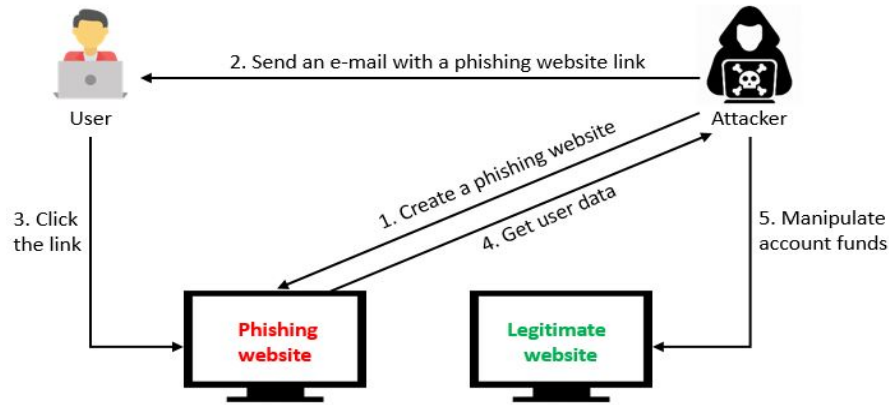 2. Send an e-mail with a phishing website link
User
Attacker
1. Create a phishing website
4. Get user data
3. Click
the link
5. Manipulate
account funds
Phishing
website
Legitimate
website